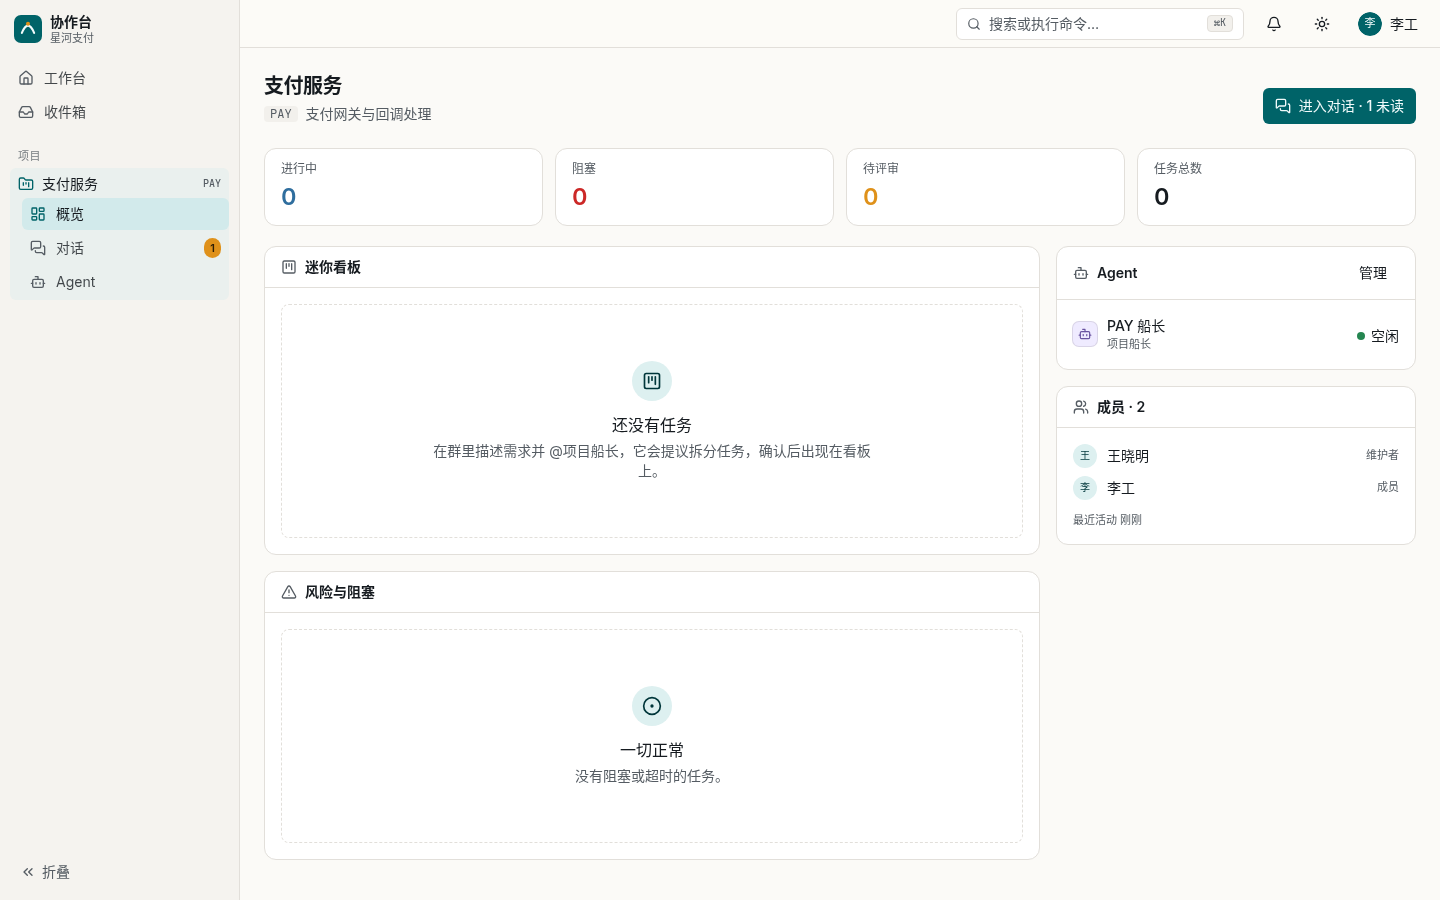 协作台
星河支付
工作台
收件箱
项目
支付服务 PAY
概览
对话 1
Agent
折叠
搜索或执行命令... ⌘K
李 李工
支付服务
PAY 支付网关与回调处理
进入对话 · 1 未读
进行中
0
阻塞
0
待评审
0
任务总数
0
迷你看板
还没有任务
在群里描述需求并 @项目船长，它会提议拆分任务，确认后出现在看板
上。
风险与阻塞
一切正常
没有阻塞或超时的任务。
Agent 管理
PAY 船长
项目船长
空闲
成员 · 2
王 王晓明 维护者
李 李工 成员
最近活动 刚刚